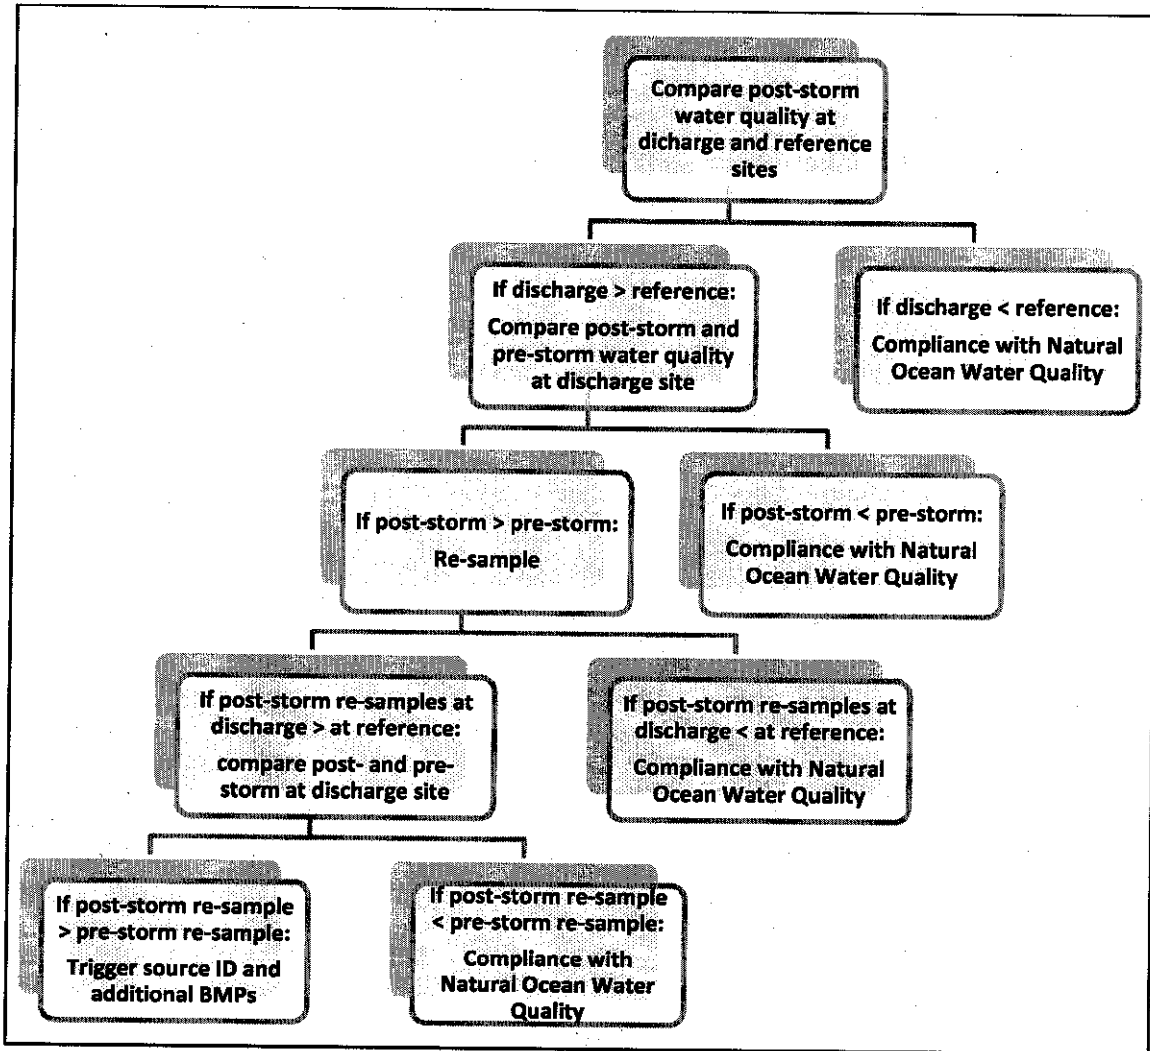 Compare post-storm
water quality at
dicharge and reference
sites
If discharge > reference:
Compare post-storm and
pre-storm water quality
at discharge site
If discharge < reference:
Compliance with Natural
Ocean Water Quality
If post-storm > pre-storm:
Re-sample
If post-storm < pre-storm:
Compliance with Natural
Ocean Water Quality
If post-storm re-samples at
discharge > at reference:
compare post- and pre-
storm at discharge site
If post-storm re-samples at
discharge < at reference:
Compliance with Natural
Ocean Water Quality
If post-storm re-sample
> pre-storm re-sample:
Trigger source ID and
additional BMPs
If post-storm re-sample
< pre-storm re-sample:
Compliance with
Natural Ocean Water
Quality